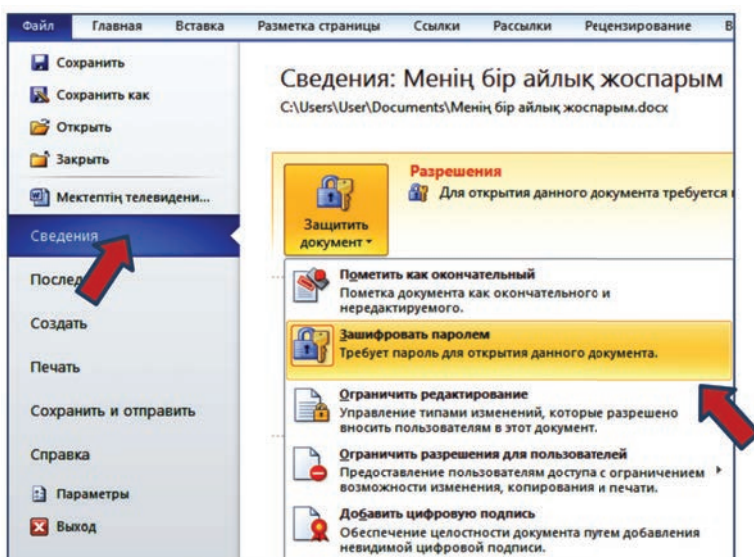 Файл Главная Вставка Разметка страницы Ссылки Рассылки Рецензирование В
Сохранить
Сохранить как
Открыть
Закрыть
Мектептің телевидени...
Сведения
Создать
Печать
Сохранить и отправить
Справка
Параметры
Выход
Сведения: Менің бір айлық жоспарым
C:\Users\User\Documents\Менің бір айлық жоспарым.docx
Защитить
документ
Разрешения
Для открытия данного документа требуется
Пометить как окончательный
Пометка документа как окончательного и
нередактируемого.
Зашифровать паролем
Требует пароль для открытия данного документа.
Ограничить редактирование
Управление типами изменений, которые разрешено
вносить пользователям в этот документ.
Ограничить разрешения для пользователей
Предоставление пользователям доступа с ограничением
возможности изменения, копирования и печати.
Добавить цифровую подпись
Обеспечение целостности документа путем добавления
невидимой цифровой подписи.